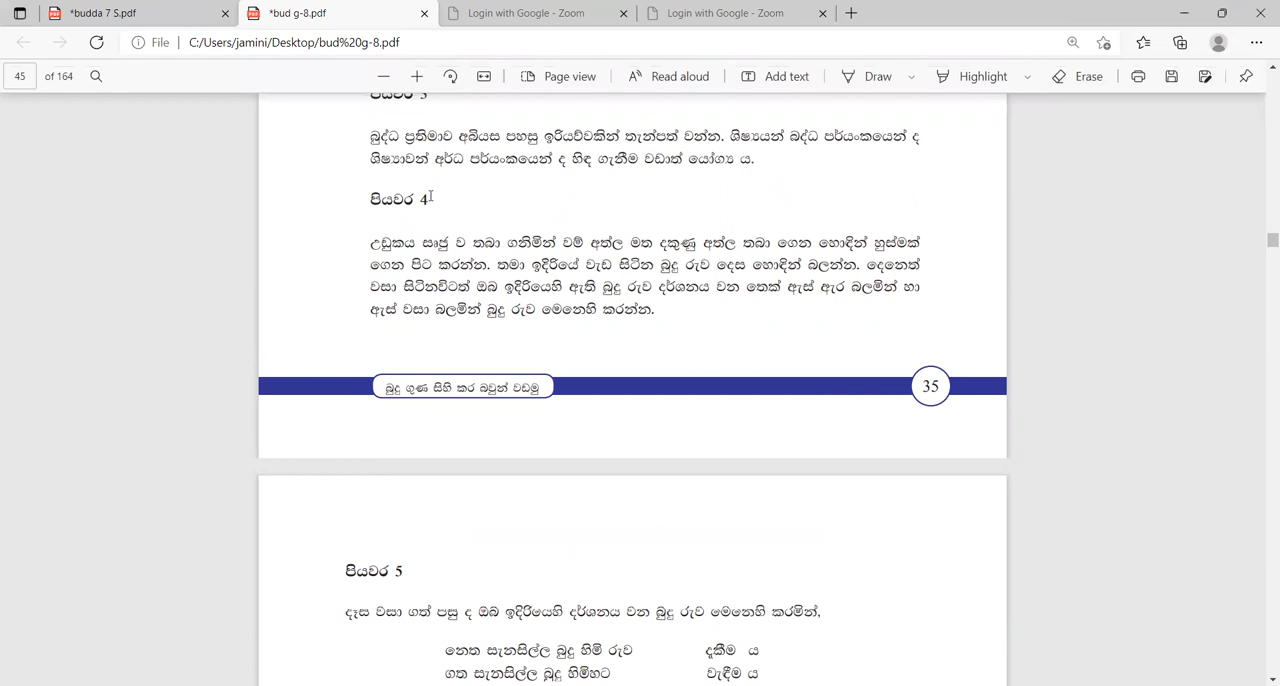 *budda 7 S.pdf
*bud g-8.pdf
Login with Google - Zoom
Login with Google - Zoom
File
C:/Users/jamini/Desktop/bud%20g-8.pdf
45
of 164
Page view
Read aloud
Add text
Draw
Highlight
Erase
පියවර 3
බුද්ධ ප්‍රතිමාව අබියස පහසු ඉරියව්වකින් තැන්පත් වන්න. ශිෂ්‍යයන් බද්ධ පර්යංකයෙන් ද
ශිෂ්‍යාවන් අර්ධ පර්යංකයෙන් ද හිඳ ගැනීම වඩාත් යෝග්‍ය ය.
පියවර 4
උඩුකය සෘජු ව තබා ගනිමින් වම් අත්ල මත දකුණු අත්ල තබා ගෙන හොඳින් හුස්මක්
ගෙන පිට කරන්න. තමා ඉදිරියේ වැඩ සිටින බුදු රුව දෙස හොඳින් බලන්න. දෙනෙත්
වසා සිටිනවිටත් ඔබ ඉදිරියෙහි ඇති බුදු රුව දර්ශනය වන තෙක් ඇස් ඇර බලමින් හා
ඇස් වසා බලමින් බුදු රුව මෙනෙහි කරන්න.
බුදු ගුණ සිහි කර බවුන් වඩමු
35
පියවර 5
දෑස වසා ගත් පසු ද ඔබ ඉදිරියෙහි දර්ශනය වන බුදු රුව මෙනෙහි කරමින්,
නෙත සැනසිල්ල බුදු හිමි රුව දැකීම ය
ගත සැනසිල්ල බුදු හිමිහට වැඳීම ය